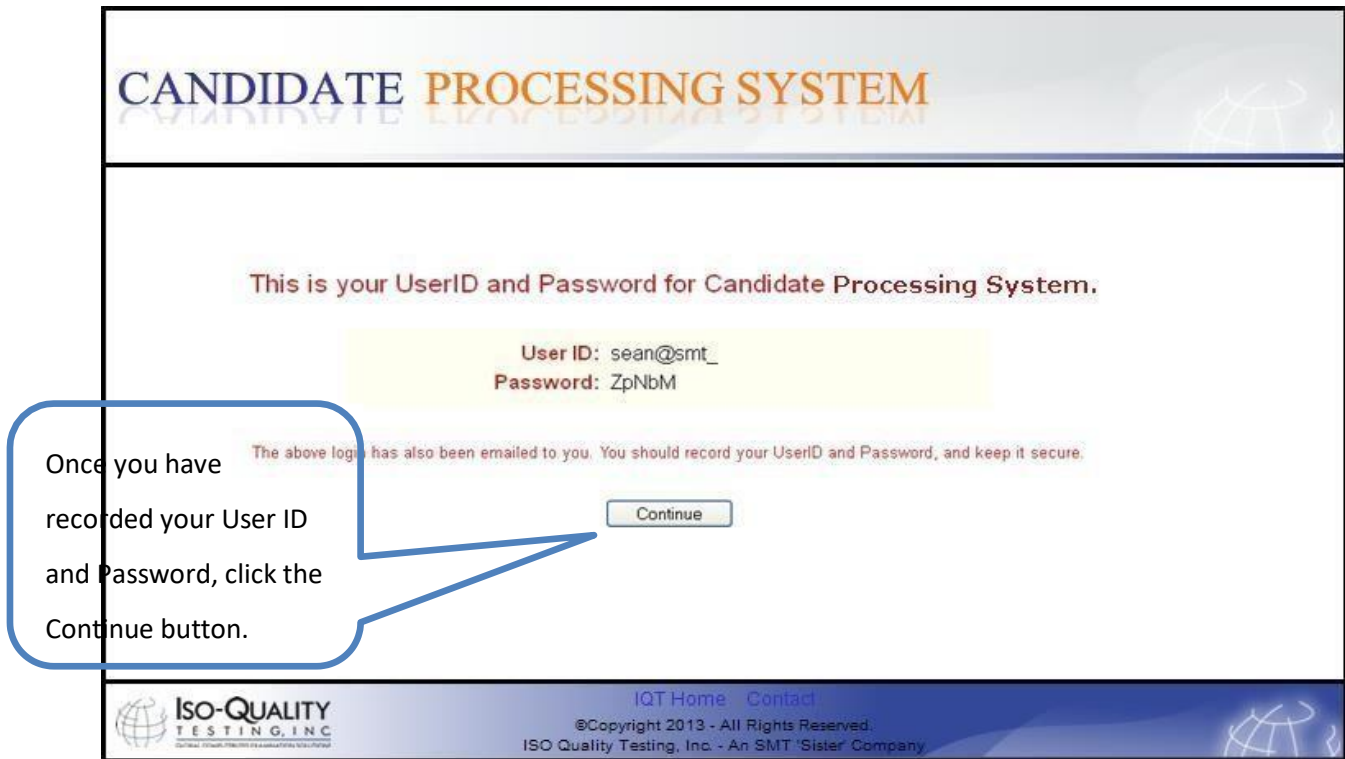 CANDIDATE PROCESSING SYSTEM
This is your UserID and Password for Candidate Processing System.
User ID: sean@smt_
Password: ZpNbM
The above login has also been emailed to you. You should record your UserID and Password, and keep it secure.
Once you have
recorded your User ID
and Password, click the
Continue button.
Continue
ISO-QUALITY
TESTING, INC
IQT Home Contact
©Copyright 2013 - All Rights Reserved.
ISO Quality Testing, Inc. - An SMT 'Sister' Company